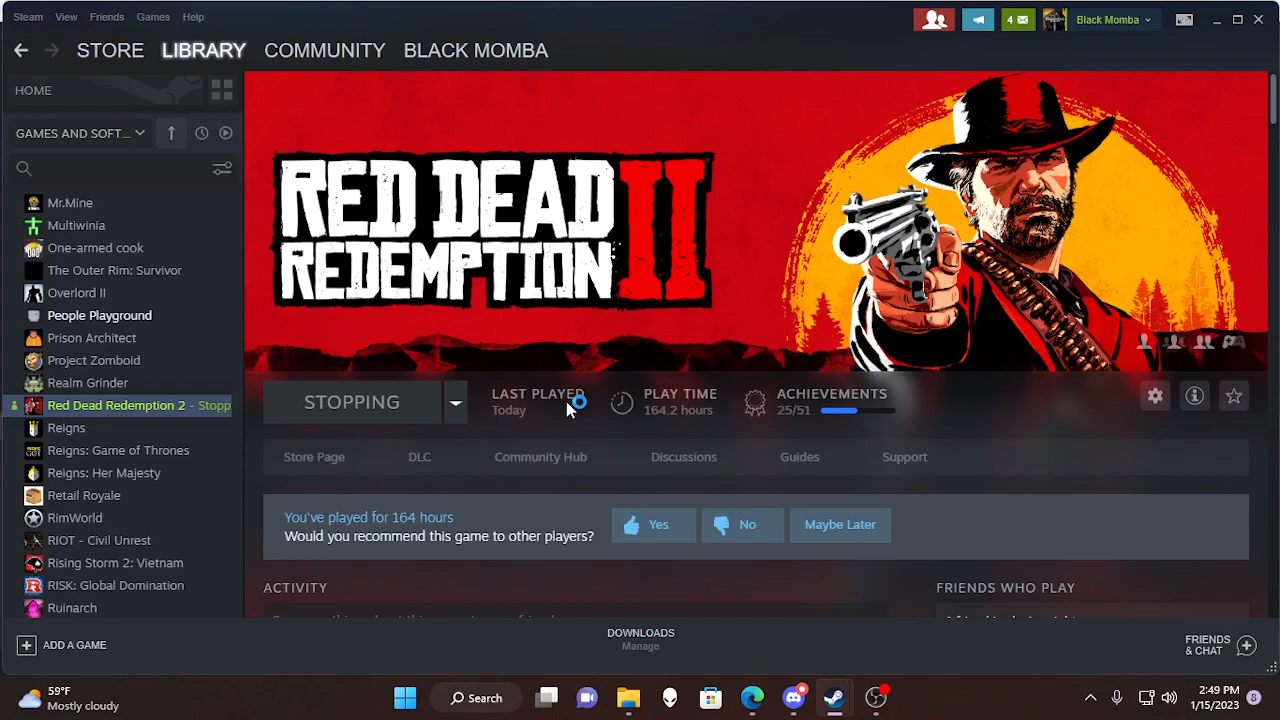 Steam View Friends Games Help
4
Black Momba
STORE LIBRARY COMMUNITY BLACK MOMBA
HOME
GAMES AND SOFT...
Mr.Mine
Multiwinia
One-armed cook
The Outer Rim: Survivor
Overlord II
People Playground
Prison Architect
Project Zomboid
Realm Grinder
Red Dead Redemption 2 - Stopp
Reigns
Reigns: Game of Thrones
Reigns: Her Majesty
Retail Royale
RimWorld
RIOT - Civil Unrest
Rising Storm 2: Vietnam
RISK: Global Domination
Ruinarch
RED DEAD
REDEMPTION II
STOPPING
LAST PLAYED
Today
PLAY TIME
164.2 hours
ACHIEVEMENTS
25/51
Store Page DLC Community Hub Discussions Guides Support
You've played for 164 hours
Would you recommend this game to other players?
Yes No Maybe Later
ACTIVITY
FRIENDS WHO PLAY
ADD A GAME
DOWNLOADS
Manage
FRIENDS
& CHAT
59°F
Mostly cloudy
Search
2:49 PM
1/15/2023
8